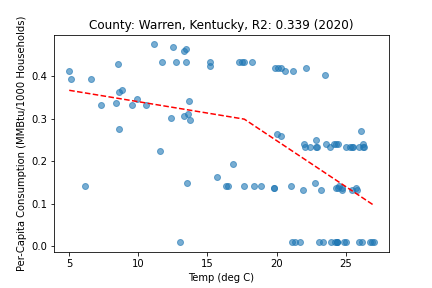 County: Warren, Kentucky, R2: 0.339 (2020)
Per-Capita Consumption (MMBtu/1000 Households)
0.4
0.3
0.2
0.1
0.0
5 10 15 20 25
Temp (deg C)